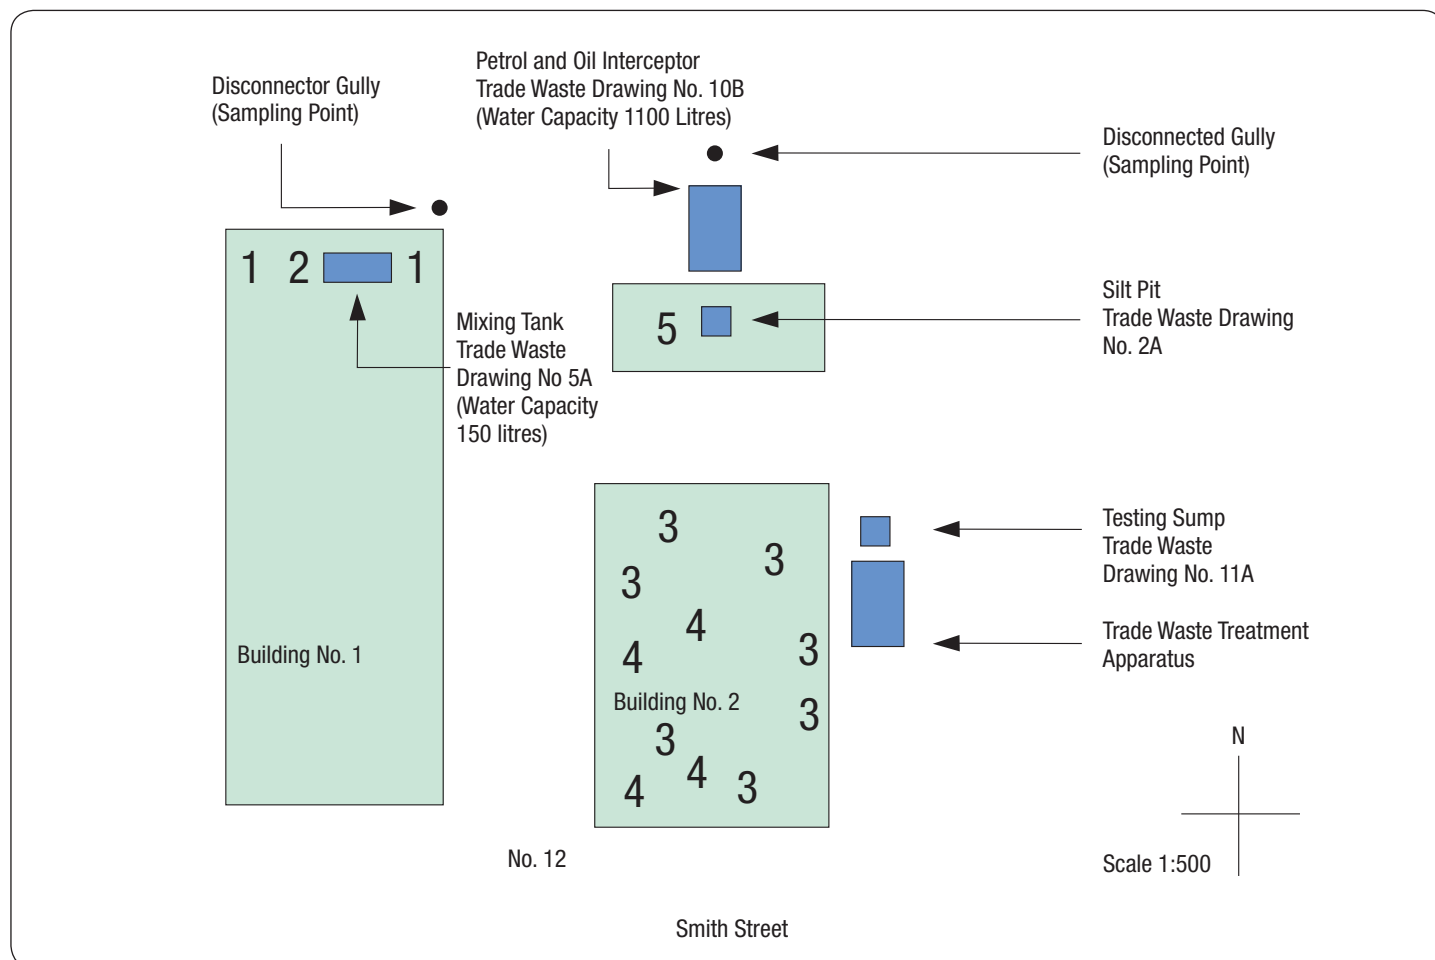 Disconnector Gully
(Sampling Point)
Petrol and Oil Interceptor
Trade Waste Drawing No. 10B
(Water Capacity 1100 Litres)
Disconnected Gully
(Sampling Point)
1 2 1
Mixing Tank
Trade Waste
Drawing No 5A
(Water Capacity
150 litres)
5
Silt Pit
Trade Waste Drawing
No. 2A
Building No. 1
3
3
3
4
4
3
Building No. 2
3
3
4
4
3
Testing Sump
Trade Waste
Drawing No. 11A
Trade Waste Treatment
Apparatus
N
Scale 1:500
No. 12
Smith Street